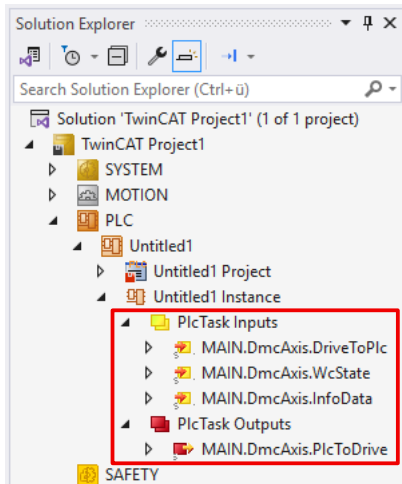 Solution Explorer
Search Solution Explorer (Ctrl+ü)
Solution 'TwinCAT Project1' (1 of 1 project)
TwinCAT Project1
SYSTEM
MOTION
PLC
Untitled1
Untitled1 Project
Untitled1 Instance
PlcTask Inputs
MAIN.DmcAxis.DriveToPlc
MAIN.DmcAxis.WcState
MAIN.DmcAxis.InfoData
PlcTask Outputs
MAIN.DmcAxis.PlcToDrive
SAFETY